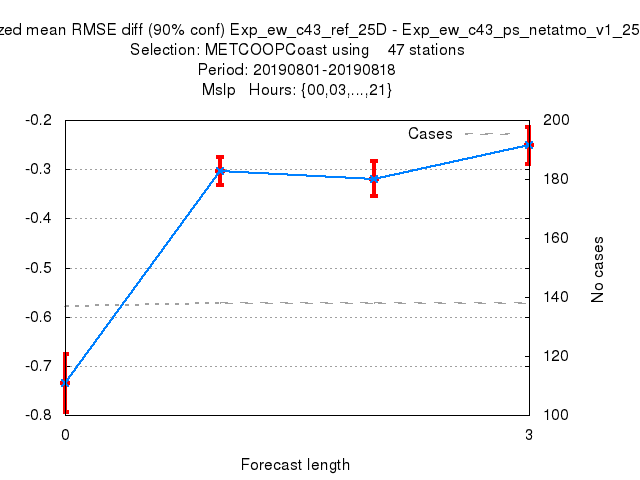 zed mean RMSE diff (90% conf) Exp_ew_c43_ref_25D - Exp_ew_c43_ps_netatmo_v1_25
Selection: METCOOPCoast using 47 stations
Period: 20190801-20190818
Mslp Hours: {00,03,...,21}
Cases
-0.2
-0.3
-0.4
-0.5
-0.6
-0.7
-0.8
200
180
160
140
120
100
No cases
0
3
Forecast length